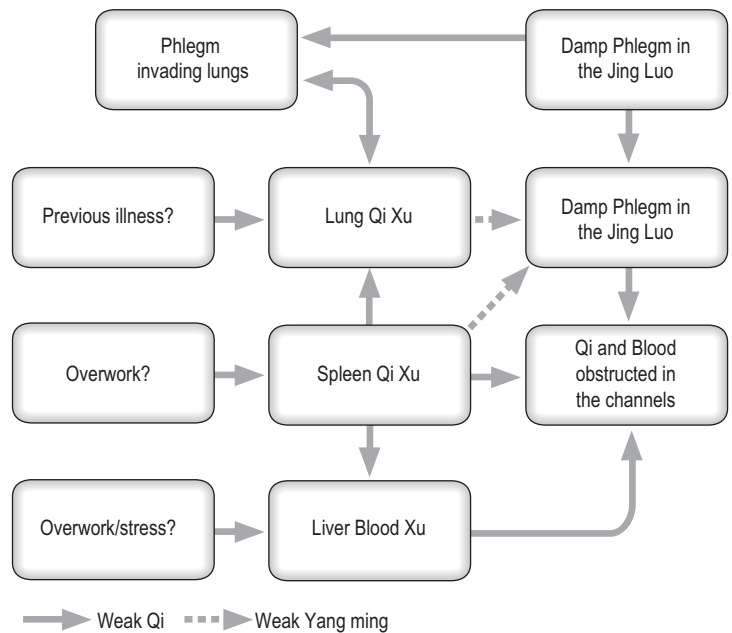 Phlegm
invading lungs
Damp Phlegm in
the Jing Luo
Previous illness?
Lung Qi Xu
Damp Phlegm in
the Jing Luo
Overwork?
Spleen Qi Xu
Qi and Blood
obstructed in
the channels
Overwork/stress?
Liver Blood Xu
Weak Qi
Weak Yang ming